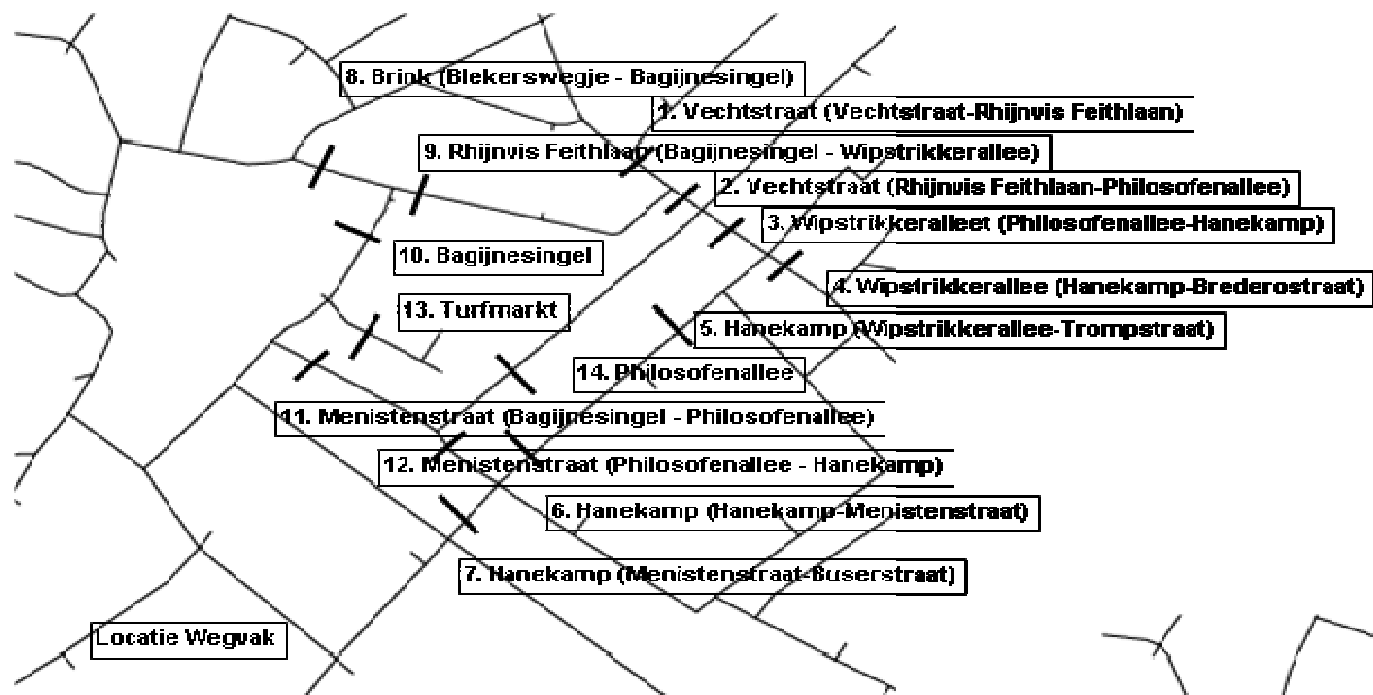 8. Brink (Blekerswegje - Bagijnesingel)
1. Vechtstraat (Vechtstraat-Rhijnvis Feithlaan)
9. Rhijnvis Feithlaan (Bagijnesingel - Wipstrikkerallee)
2. Vechtstraat (Rhijnvis Feithlaan-Philosofenallee)
3. Wipstrikkeralleet (Philosofenallee-Hanekamp)
10. Bagijnesingel
4. Wipstrikkerallee (Hanekamp-Brederostraat)
13. Turfmarkt
5. Hanekamp (Wipstrikkerallee-Trompstraat)
14. Philosofenallee
11. Menistenstraat (Bagijnesingel - Philosofenallee)
12. Menistenstraat (Philosofenallee - Hanekamp)
6. Hanekamp (Hanekamp-Menistenstraat)
7. Hanekamp (Menistenstraat-Buserstraat)
Locatie Wegvak